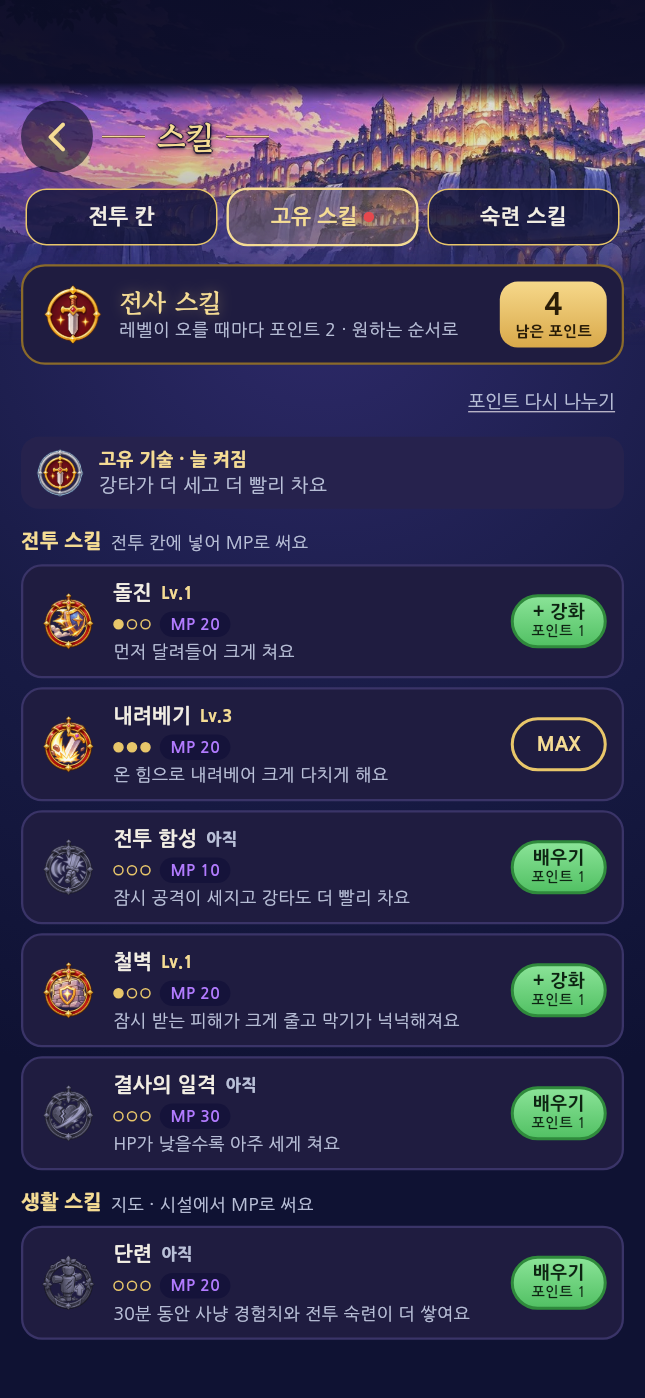 스킬
전투 칸
고유 스킬
숙련 스킬
전사 스킬
레벨이 오를 때마다 포인트 2 · 원하는 순서로
4
남은 포인트
포인트 다시 나누기
고유 기술 · 늘 켜짐
강타가 더 세고 더 빨리 차요
전투 스킬 전투 칸에 넣어 MP로 써요
돌진 Lv.1
MP 20
먼저 달려들어 크게 쳐요
+ 강화
포인트 1
내려베기 Lv.3
MP 20
온 힘으로 내려베어 크게 다치게 해요
MAX
전투 함성 아직
MP 10
잠시 공격이 세지고 강타도 더 빨리 차요
배우기
포인트 1
철벽 Lv.1
MP 20
잠시 받는 피해가 크게 줄고 막기가 넉넉해져요
+ 강화
포인트 1
결사의 일격 아직
MP 30
HP가 낮을수록 아주 세게 쳐요
배우기
포인트 1
생활 스킬 지도 · 시설에서 MP로 써요
단련 아직
MP 20
30분 동안 사냥 경험치와 전투 숙련이 더 쌓여요
배우기
포인트 1